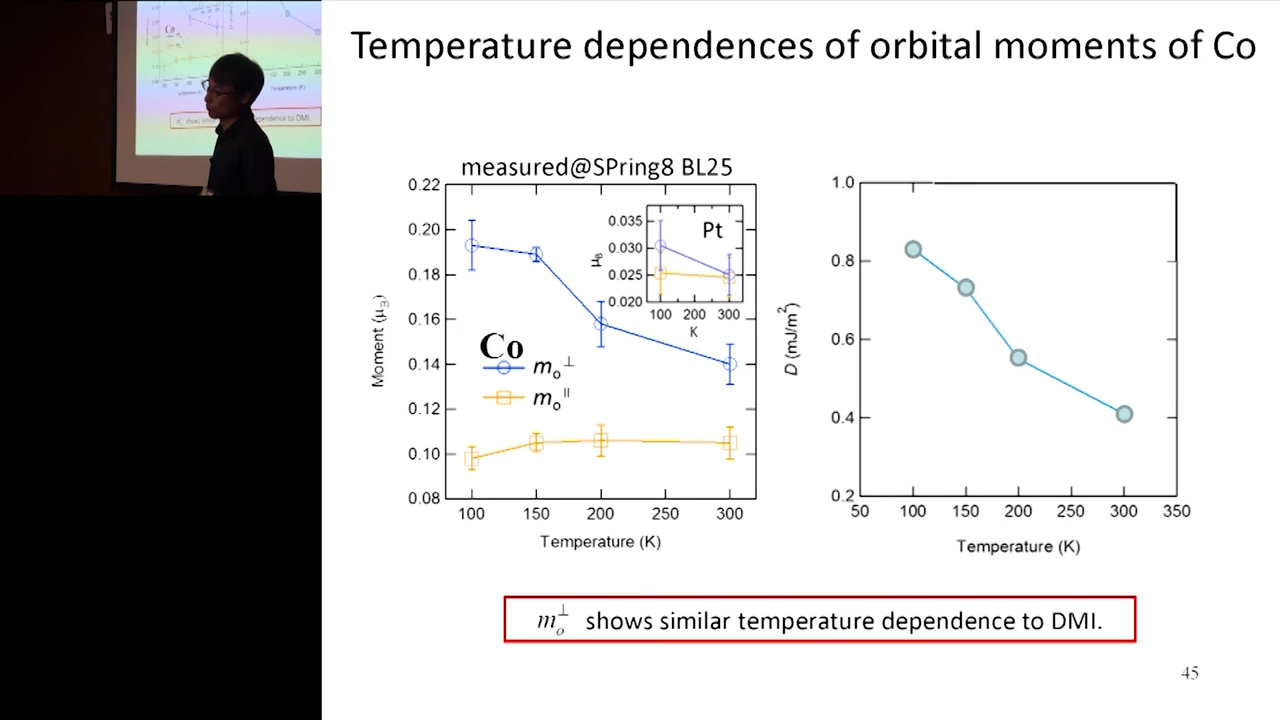 Temperature dependences of orbital moments of Co
measured@SPring8 BL25
0.22
0.20
0.18
0.16
0.14
0.12
0.10
0.08
Moment (μB)
100
150
200
250
300
Temperature (K)
Co
mo⊥
mo||
Pt
0.035
0.030
0.025
0.020
μB
100
200
300
K
1.0
0.8
0.6
0.4
0.2
D (mJ/m²)
50
100
150
200
250
300
350
Temperature (K)
mo⊥ shows similar temperature dependence to DMI.
45